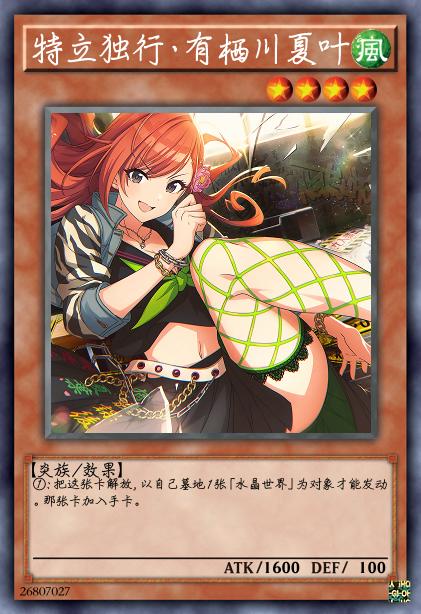 特立独行·有栖川夏叶 風
【炎族/效果】
①:把这张卡解放,以自己墓地1张「水晶世界」为对象才能发动
。那张卡加入手卡。
ATK/1600 DEF/ 100
26807027